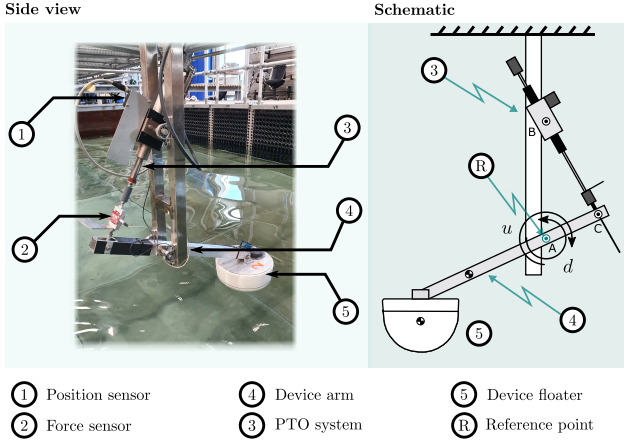 Side view
Schematic
1
2
3
4
5
3
R
B
C
u
A
d
4
5
1 Position sensor
4 Device arm
5 Device floater
2 Force sensor
3 PTO system
R Reference point